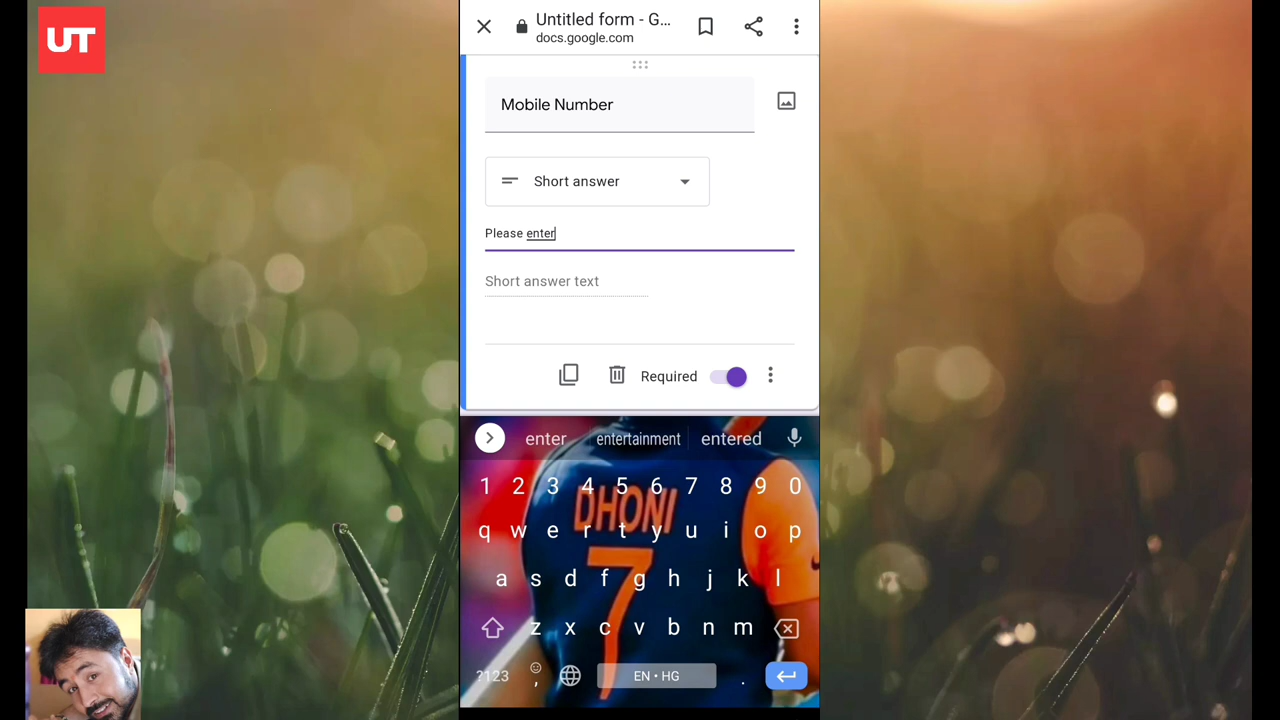 UT
Untitled form - G...
docs.google.com
Mobile Number
Short answer
Please enter
Short answer text
Required
enter entertainment entered
DHONI
7
1 2 3 4 5 6 7 8 9 0
q w e r t y u i o p
a s d f g h j k l
z x c v b n m
?123 , EN • HG .